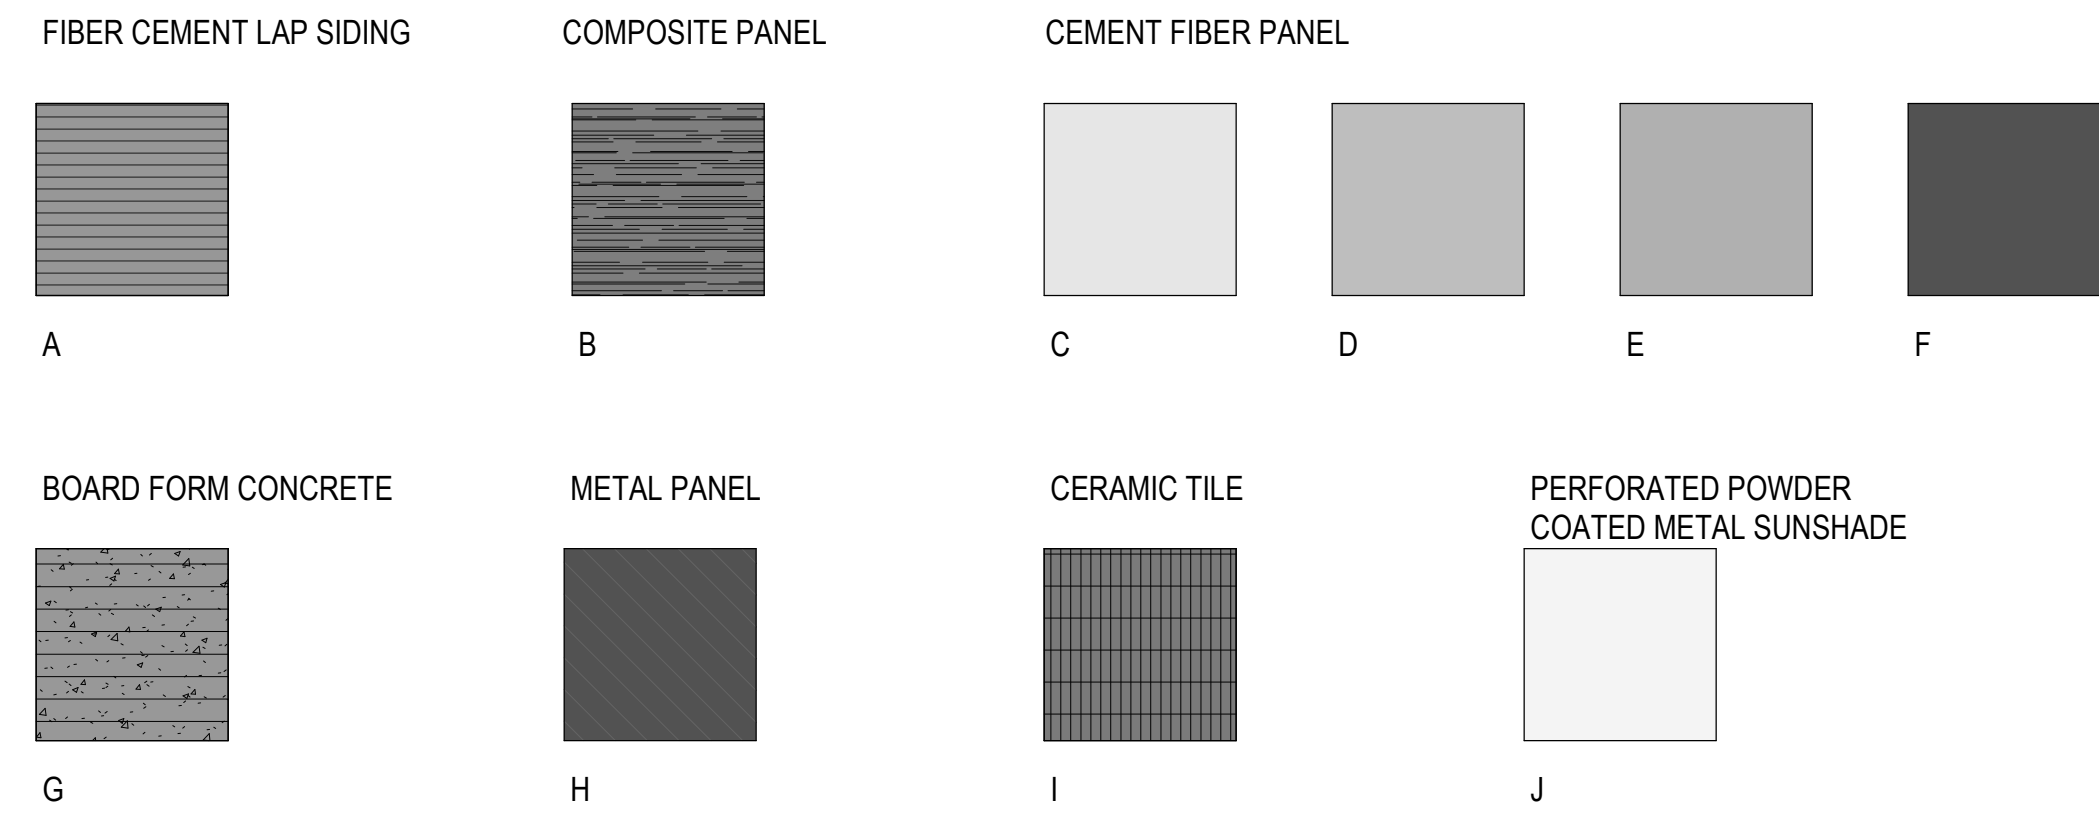 FIBER CEMENT LAP SIDING
COMPOSITE PANEL
CEMENT FIBER PANEL
A
B
C
D
E
F
BOARD FORM CONCRETE
METAL PANEL
CERAMIC TILE
PERFORATED POWDER
COATED METAL SUNSHADE
G
H
I
J